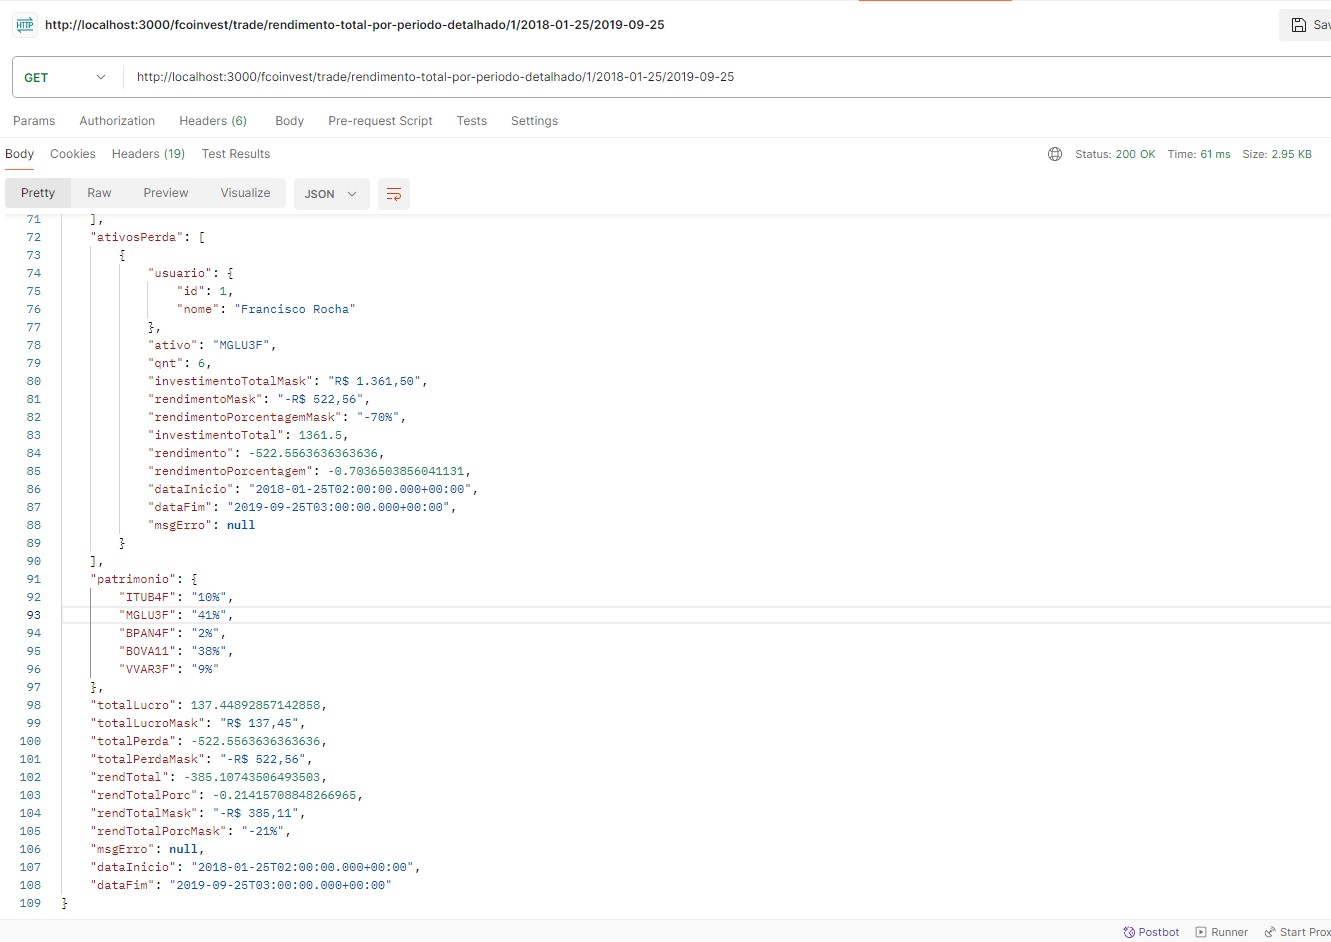 HTTP http://localhost:3000/fcoinvest/trade/rendimento-total-por-periodo-detalhado/1/2018-01-25/2019-09-25
GET http://localhost:3000/fcoinvest/trade/rendimento-total-por-periodo-detalhado/1/2018-01-25/2019-09-25
Params Authorization Headers (6) Body Pre-request Script Tests Settings
Body Cookies Headers (19) Test Results Status: 200 OK Time: 61 ms Size: 2.95 KB
Pretty Raw Preview Visualize JSON
71 ],
72 "ativosPerda": [
73 {
74 "usuario": {
75 "id": 1,
76 "nome": "Francisco Rocha"
77 },
78 "ativo": "MGLU3F",
79 "qnt": 6,
80 "investimentoTotalMask": "R$ 1.361,50",
81 "rendimentoMask": "-R$ 522,56",
82 "rendimentoPorcentagemMask": "-70%",
83 "investimentoTotal": 1361.5,
84 "rendimento": -522.5563636363636,
85 "rendimentoPorcentagem": -0.7036503856041131,
86 "dataInicio": "2018-01-25T02:00:00.000+00:00",
87 "dataFim": "2019-09-25T03:00:00.000+00:00",
88 "msgErro": null
89 }
90 ],
91 "patrimonio": {
92 "ITUB4F": "10%",
93 "MGLU3F": "41%",
94 "BPAN4F": "2%",
95 "BOVA11": "38%",
96 "VVAR3F": "9%"
97 },
98 "totalLucro": 137.44892857142858,
99 "totalLucroMask": "R$ 137,45",
100 "totalPerda": -522.5563636363636,
101 "totalPerdaMask": "-R$ 522,56",
102 "rendTotal": -385.10743506493503,
103 "rendTotalPorc": -0.21415708848266965,
104 "rendTotalMask": "-R$ 385,11",
105 "rendTotalPorcMask": "-21%",
106 "msgErro": null,
107 "dataInicio": "2018-01-25T02:00:00.000+00:00",
108 "dataFim": "2019-09-25T03:00:00.000+00:00"
109 }
Postbot Runner Start